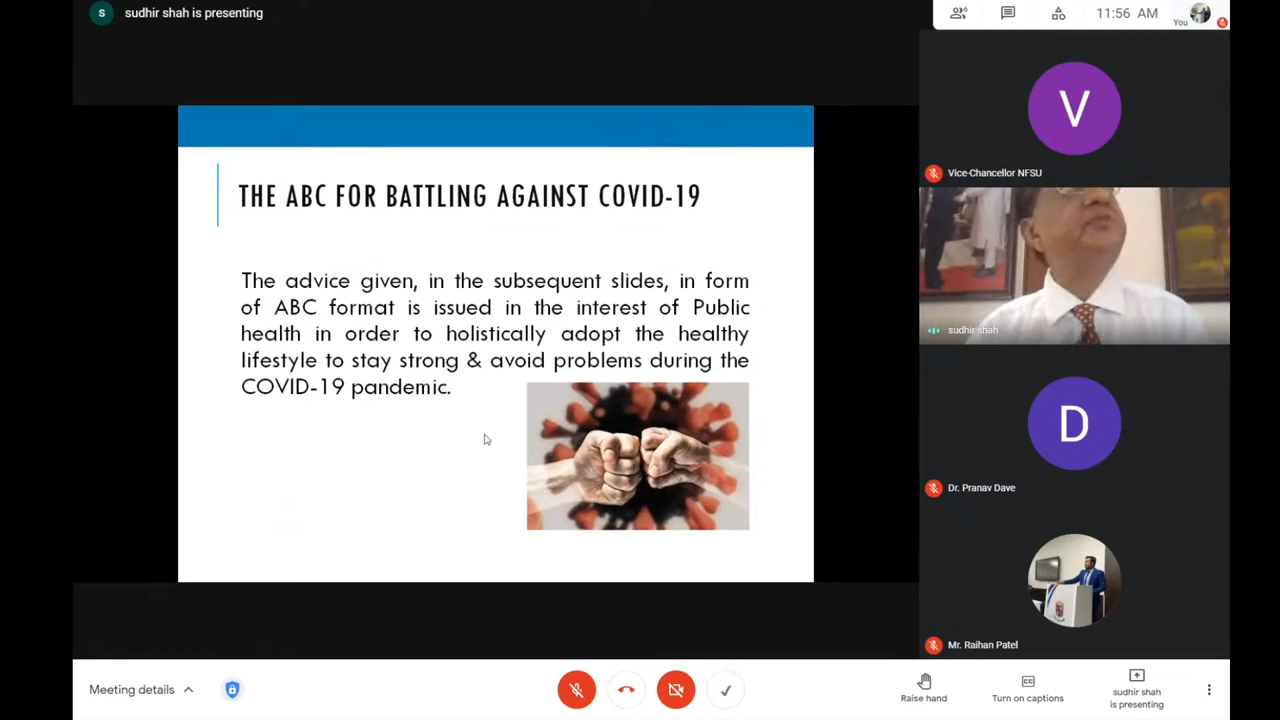 S
sudhir shah is presenting
6
11:56 AM
You
THE ABC FOR BATTLING AGAINST COVID-19
The advice given, in the subsequent slides, in form
of ABC format is issued in the interest of Public
health in order to holistically adopt the healthy
lifestyle to stay strong & avoid problems during the
COVID-19 pandemic.
V
Vice-Chancellor NFSU
sudhir shah
D
Dr. Pranav Dave
Mr. Raihan Patel
Meeting details
Raise hand
CC
Turn on captions
sudhir shah
is presenting